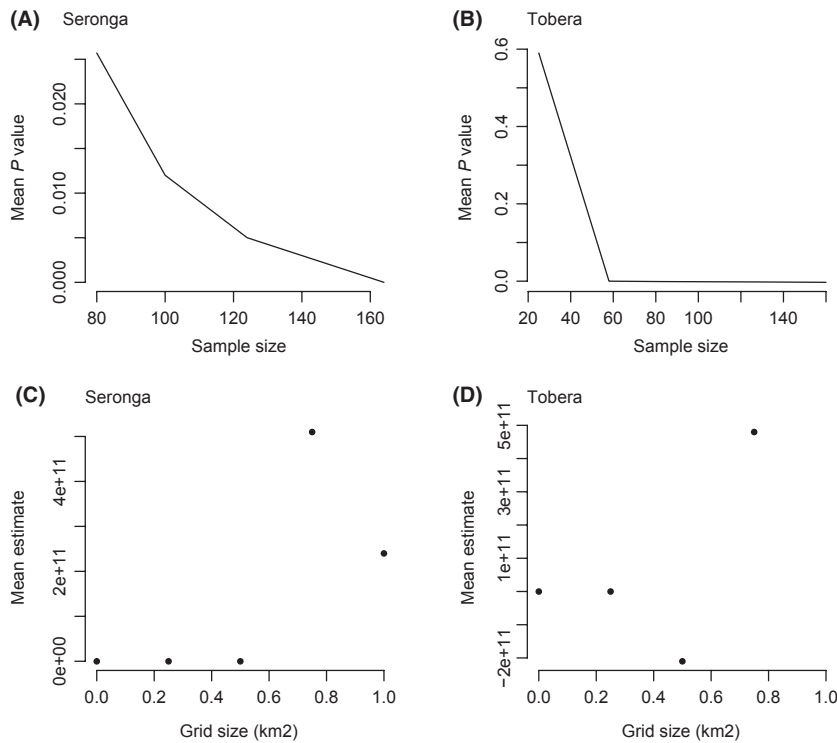 (A) Seronga
Mean P value
0.000 0.010 0.020
80 100 120 140 160
Sample size
(B) Tobera
Mean P value
0.0 0.2 0.4 0.6
20 40 60 80 100 140
Sample size
(C) Seronga
Mean estimate
0e+00 2e+11 4e+11
0.0 0.2 0.4 0.6 0.8 1.0
Grid size (km2)
(D) Tobera
Mean estimate
−2e+11 1e+11 3e+11 5e+11
0.0 0.2 0.4 0.6 0.8 1.0
Grid size (km2)